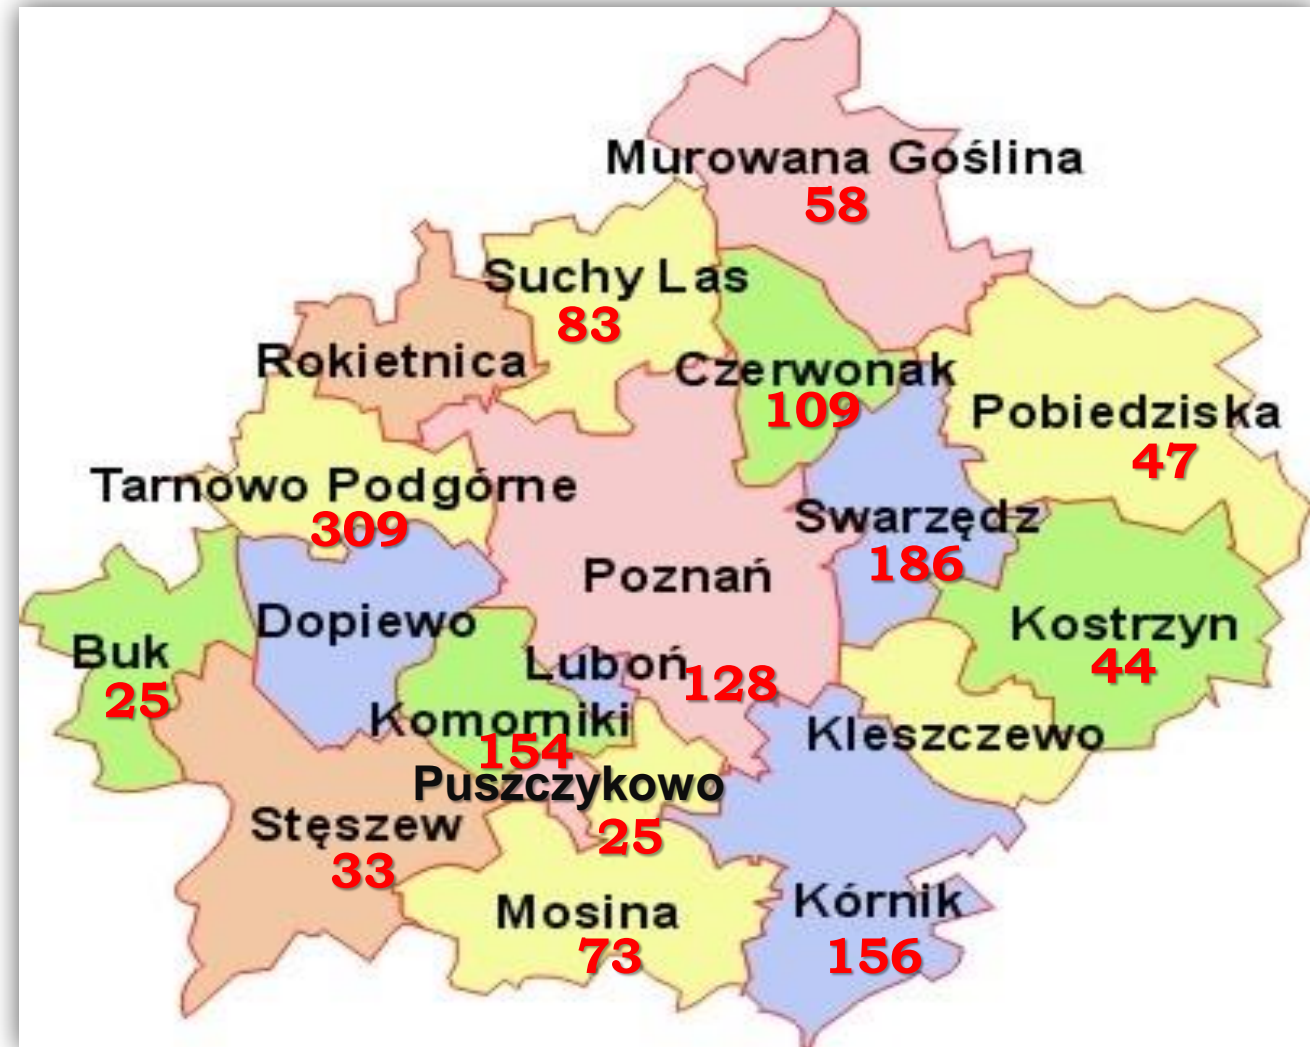 Murowana Goślina
58
Suchy Las
83
Rokietnica
Czerwonak
109
Pobiedziska
47
Tarnowo Podgórne
309
Swarzędz
186
Poznań
Dopiewo
Kostrzyn
44
Buk
25
Luboń
128
Komorniki
154
Kleszczewo
Puszczykowo
25
Stęszew
33
Mosina
73
Kórnik
156